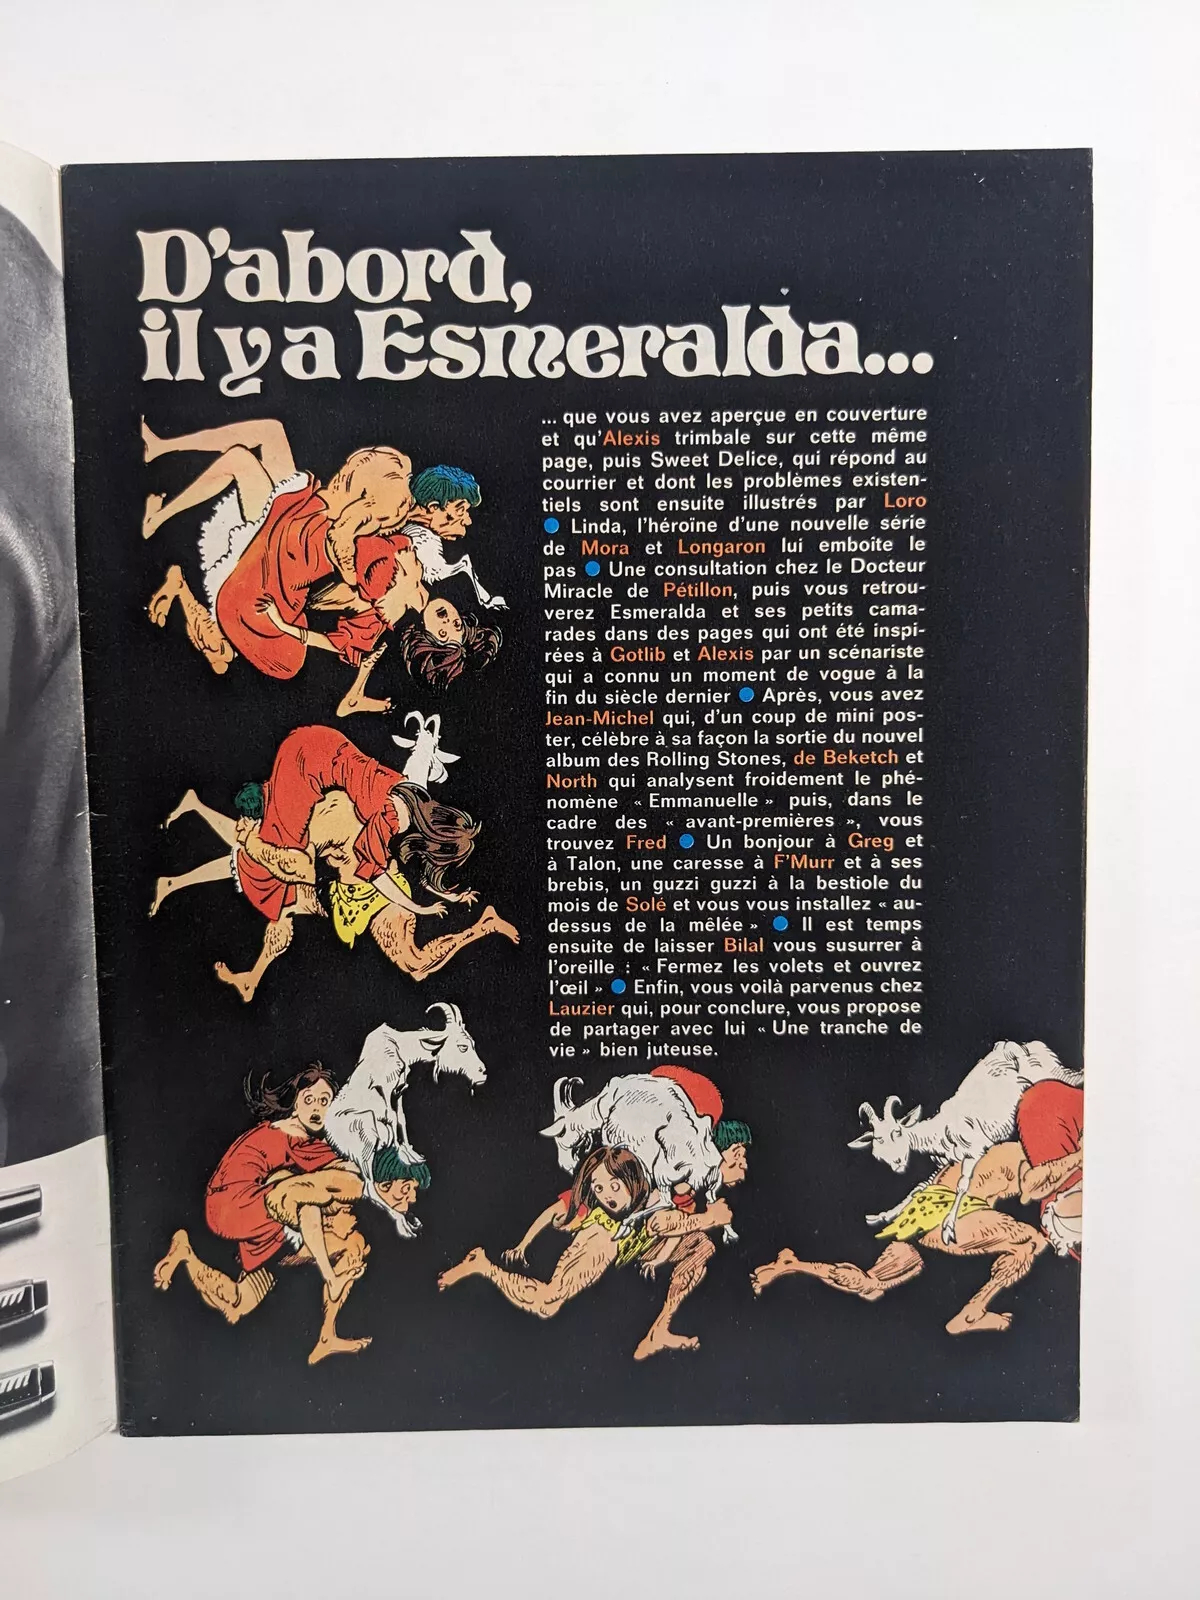 D'abord,
il y a Esmeralda...
... que vous avez aperçue en couverture
et qu'Alexis trimbale sur cette même
page, puis Sweet Delice, qui répond au
courrier et dont les problèmes existen-
tiels sont ensuite illustrés par Loro
● Linda, l'héroïne d'une nouvelle série
de Mora et Longaron lui emboîte le
pas ● Une consultation chez le Docteur
Miracle de Pétillon, puis vous retrou-
verez Esmeralda et ses petits cama-
rades dans des pages qui ont été inspi-
rées à Gotlib et Alexis par un scénariste
qui a connu un moment de vogue à la
fin du siècle dernier ● Après, vous avez
Jean-Michel qui, d'un coup de mini pos-
ter, célèbre à sa façon la sortie du nouvel
album des Rolling Stones, de Beketch et
North qui analysent froidement le phé-
nomène « Emmanuelle » puis, dans le
cadre des « avant-premières », vous
trouvez Fred ● Un bonjour à Greg et
à Talon, une caresse à F'Murr et à ses
brebis, un guzzi guzzi à la bestiole du
mois de Solé et vous vous installez « au-
dessus de la mêlée » ● Il est temps
ensuite de laisser Bilal vous susurrer à
l'oreille : « Fermez les volets et ouvrez
l'œil » ● Enfin, vous voilà parvenus chez
Lauzier qui, pour conclure, vous propose
de partager avec lui « Une tranche de
vie » bien juteuse.